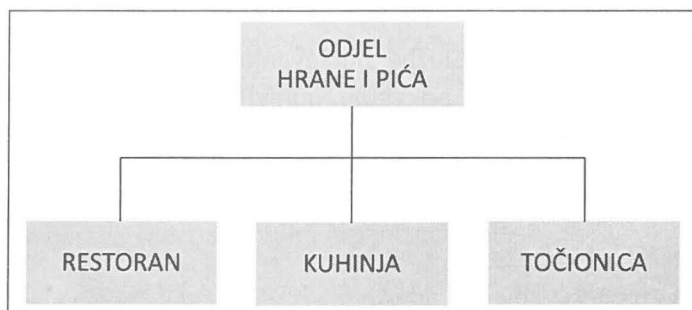 ODJEL
HRANE I PIĆA
RESTORAN
KUHINJA
TOČIONICA